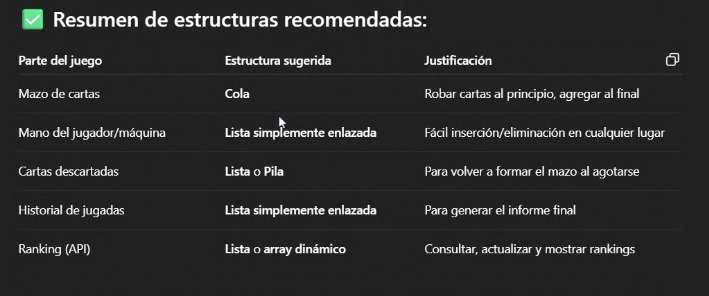 ✅ Resumen de estructuras recomendadas:
Parte del juego Estructura sugerida Justificación
Mazo de cartas Cola Robar cartas al principio, agregar al final
Mano del jugador/máquina Lista simplemente enlazada Fácil inserción/eliminación en cualquier lugar
Cartas descartadas Lista o Pila Para volver a formar el mazo al agotarse
Historial de jugadas Lista simplemente enlazada Para generar el informe final
Ranking (API) Lista o array dinámico Consultar, actualizar y mostrar rankings